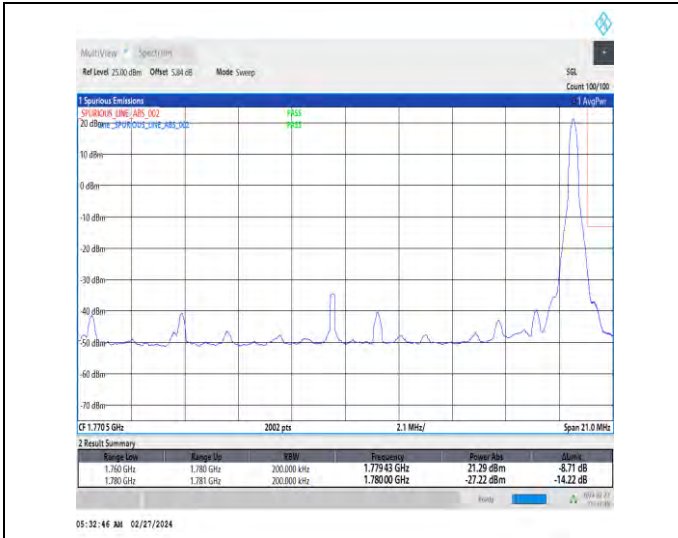 MultiView Spectrum
Ref Level 25.00 dBm Offset 5.84 dB Mode Sweep SGL
Count 100/100
1 Spurious Emissions 1 AvgPwr
SPURIOUS_LINE_ABS_002 PASS
20 dBm
Line _SPURIOUS_LINE_ABS_002 PASS
10 dBm
0 dBm
-10 dBm
-20 dBm
-30 dBm
-40 dBm
-50 dBm
-60 dBm
-70 dBm
CF 1.7705 GHz 2002 pts 2.1 MHz/ Span 21.0 MHz
2 Result Summary
Range Low Range Up RBW Frequency Power Abs ΔLimit
1.760 GHz 1.780 GHz 200.000 kHz 1.77943 GHz 21.29 dBm -8.71 dB
1.780 GHz 1.781 GHz 200.000 kHz 1.78000 GHz -27.22 dBm -14.22 dB
Ready
05:32:46 AM 02/27/2024